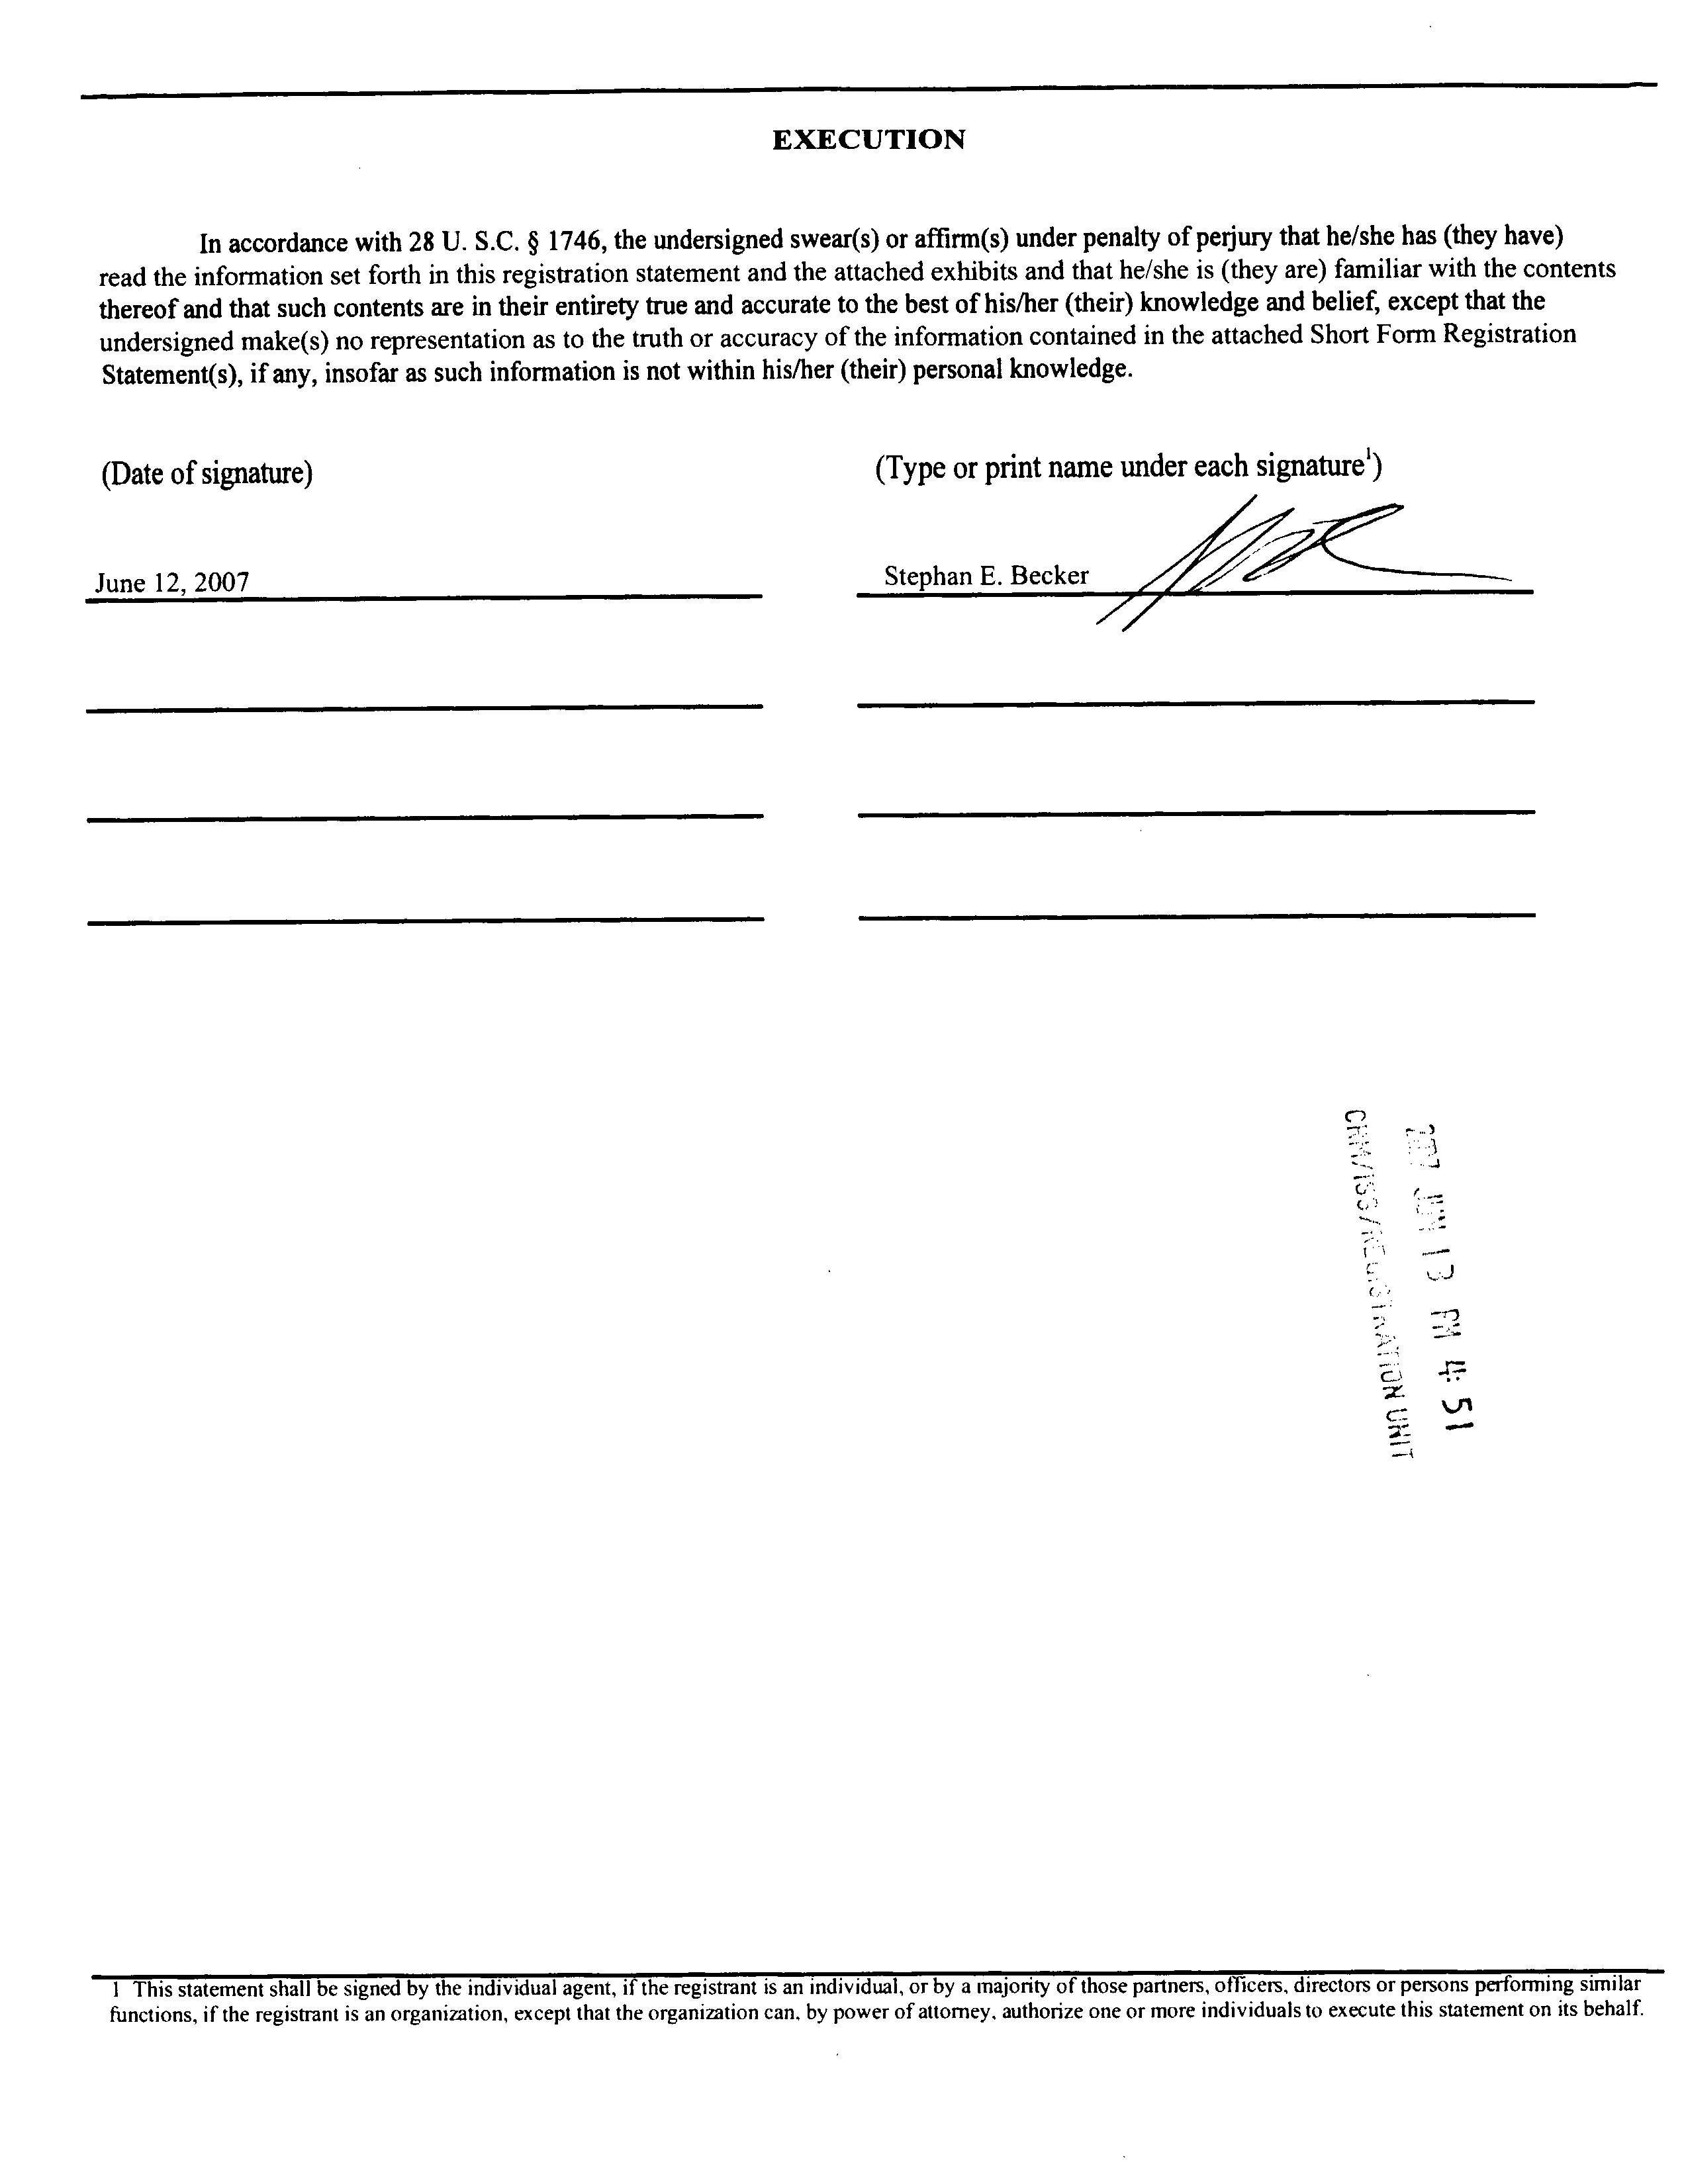 EXECUTION
In accordance with 28 U. S.C. § 1746, the undersigned swear(s) or affirm(s) under penalty of perjury that he/she has (they have)
read the information set forth in this registration statement and the attached exhibits and that he/she is (they are) familiar with the contents
thereof and that such contents are in their entirety true and accurate to the best of his/her (their) knowledge and belief, except that the
undersigned make(s) no representation as to the truth or accuracy of the information contained in the attached Short Form Registration
Statement(s), if any, insofar as such information is not within his/her (their) personal knowledge.
(Date of signature)
(Type or print name under each signature¹)
June 12, 2007
Stephan E. Becker
2007 JUN 13 PM 4: 51
CRM/ISS/REGISTRATION UNIT
1 This statement shall be signed by the individual agent, if the registrant is an individual, or by a majority of those partners, officers, directors or persons performing similar
functions, if the registrant is an organization, except that the organization can, by power of attorney, authorize one or more individuals to execute this statement on its behalf.